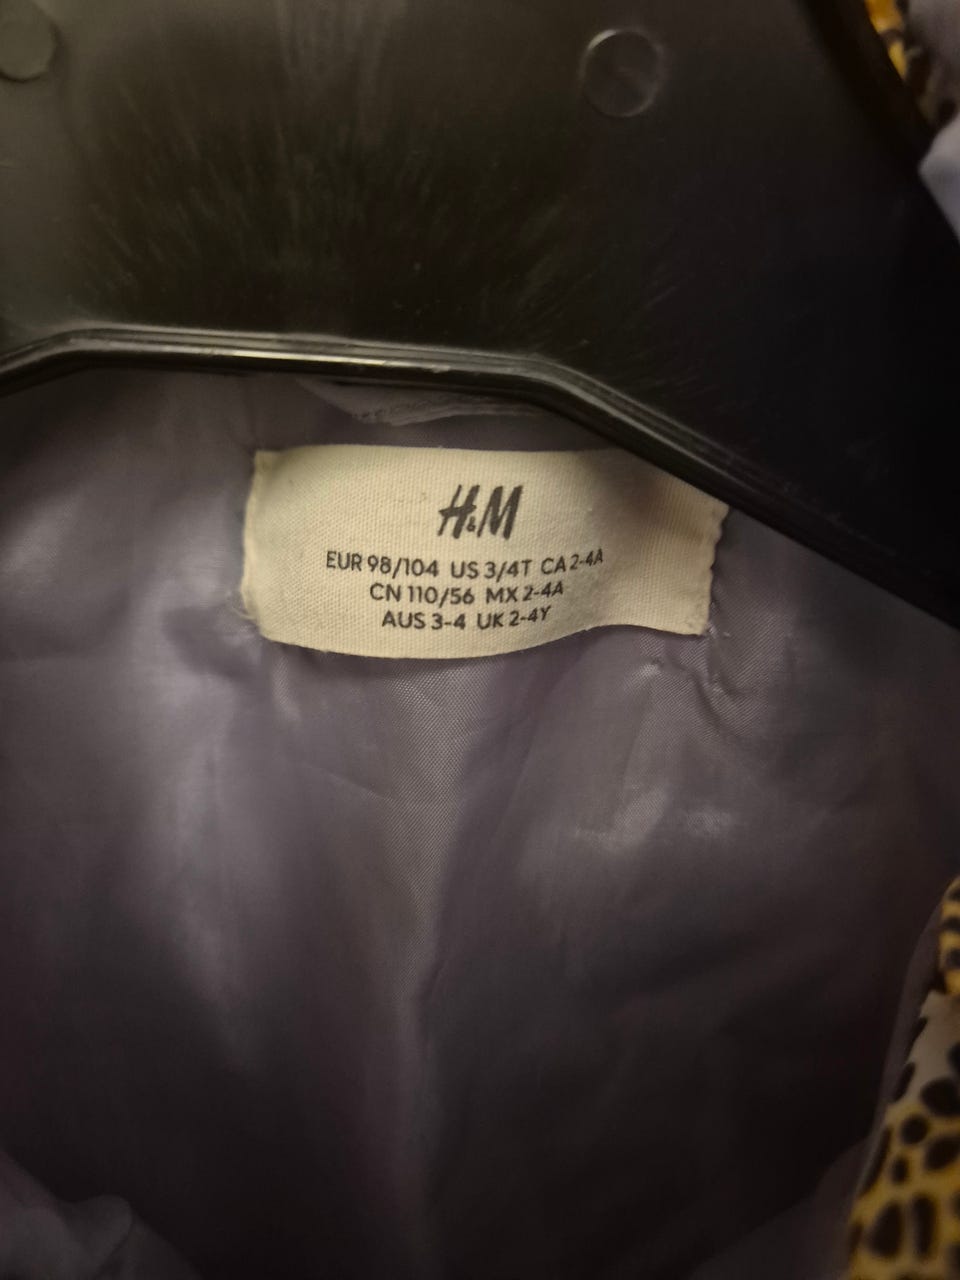 H&M
EUR 98/104 US 3/4T CA 2-4A
CN 110/56 MX 2-4A
AUS 3-4 UK 2-4Y